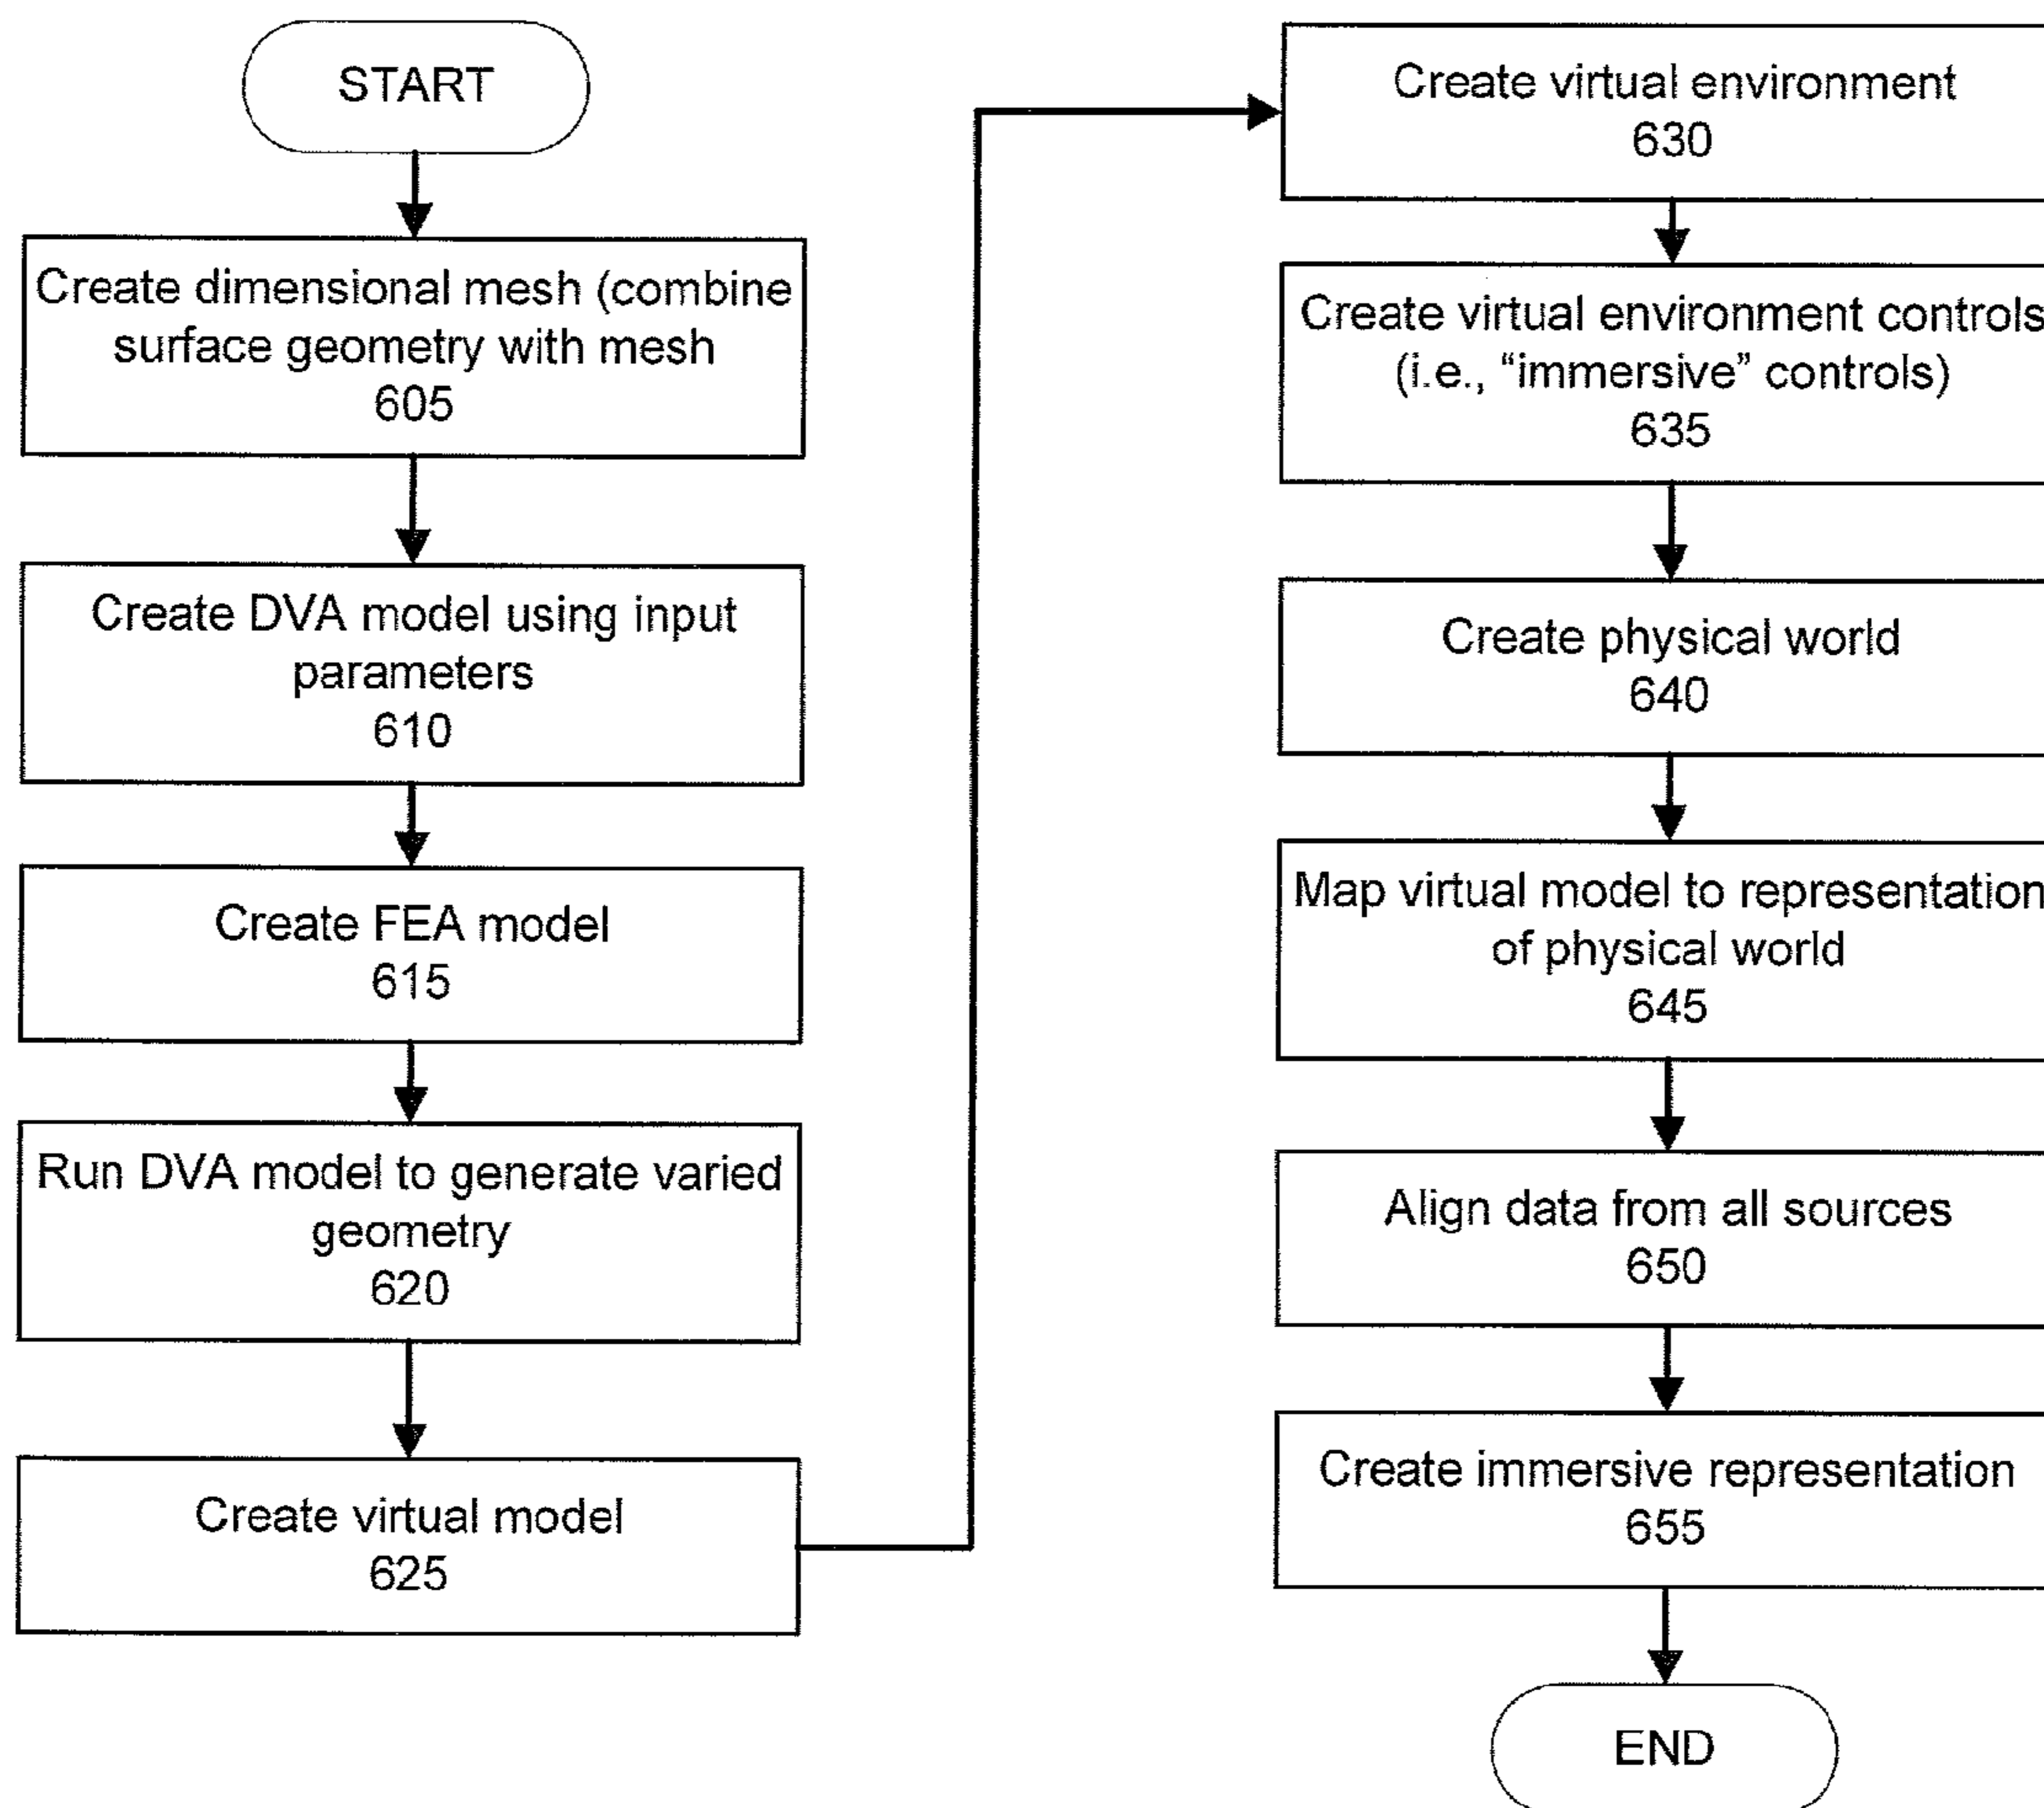 START
Create dimensional mesh (combine
surface geometry with mesh
605
Create DVA model using input
parameters
610
Create FEA model
615
Run DVA model to generate varied
geometry
620
Create virtual model
625
Create virtual environment
630
Create virtual environment controls
(i.e., “immersive” controls)
635
Create physical world
640
Map virtual model to representation
of physical world
645
Align data from all sources
650
Create immersive representation
655
END